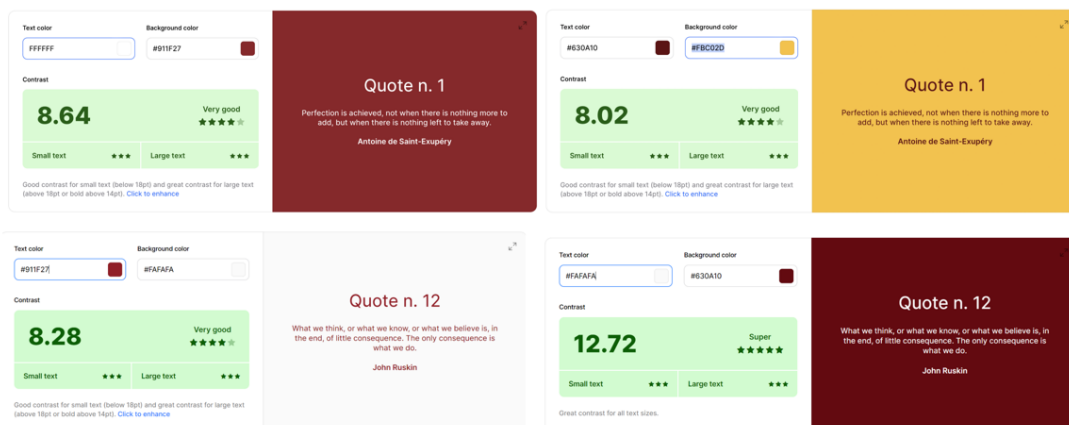 Text color Background color
FFFFFF #911F27
Contrast
8.64 Very good
Small text Large text
Good contrast for small text (below 18pt) and great contrast for large text
(above 18pt or bold above 14pt). Click to enhance
Quote n. 1
Perfection is achieved, not when there is nothing more to
add, but when there is nothing left to take away.
Antoine de Saint-Exupéry
Text color Background color
#630A10 #FBC02D
Contrast
8.02 Very good
Small text Large text
Good contrast for small text (below 18pt) and great contrast for large text
(above 18pt or bold above 14pt). Click to enhance
Quote n. 1
Perfection is achieved, not when there is nothing more to
add, but when there is nothing left to take away.
Antoine de Saint-Exupéry
Text color Background color
#911F27 #FAFAFA
Contrast
8.28 Very good
Small text Large text
Good contrast for small text (below 18pt) and great contrast for large text
(above 18pt or bold above 14pt). Click to enhance
Quote n. 12
What we think, or what we know, or what we believe is, in
the end, of little consequence. The only consequence is
what we do.
John Ruskin
Text color Background color
#FAFAFA #630A10
Contrast
12.72 Super
Small text Large text
Great contrast for all text sizes.
Quote n. 12
What we think, or what we know, or what we believe is, in
the end, of little consequence. The only consequence is
what we do.
John Ruskin